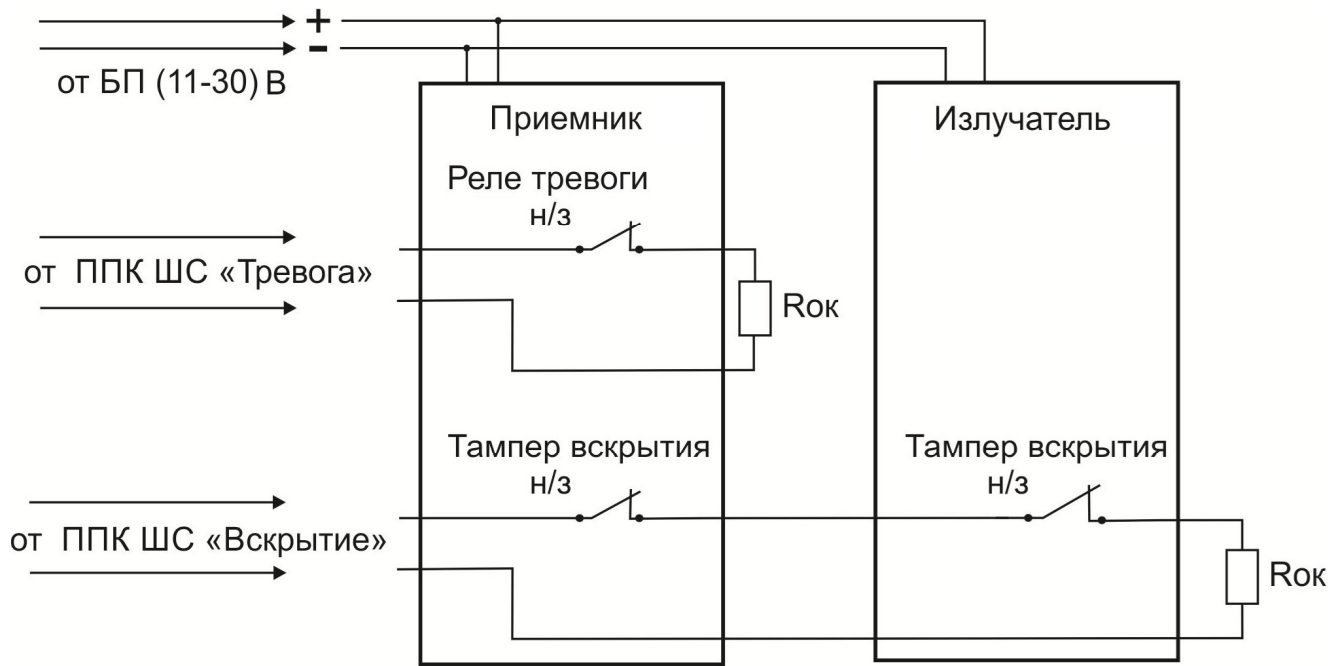 +
-
от БП (11-30) В
Приемник
Излучатель
Реле тревоги
н/з
от ППК ШС «Тревога»
Rок
Тампер вскрытия
н/з
Тампер вскрытия
н/з
от ППК ШС «Вскрытие»
Rок